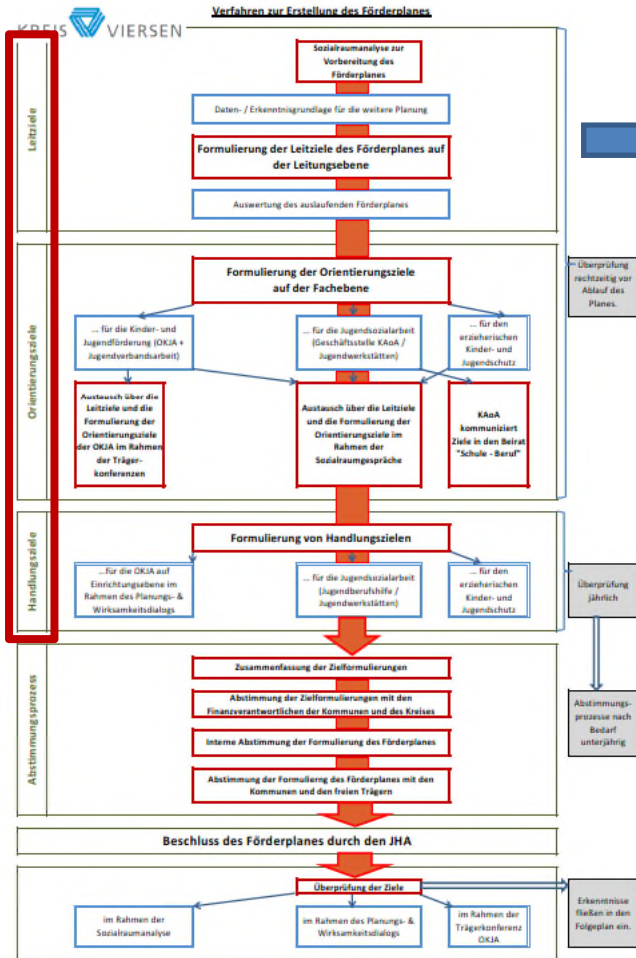 Verfahren zur Erstellung des Förderplanes
KREIS VIERSEN
Leitziele
Sozialraumanalyse zur
Vorbereitung des
Förderplanes
Daten- / Erkenntnisgrundlage für die weitere Planung
Formulierung der Leitziele des Förderplanes auf
der Leitungsebene
Auswertung des auslaufenden Förderplanes
Orientierungsziele
Formulierung der Orientierungsziele
auf der Fachebene
Überprüfung
rechtzeitig vor
Ablauf des
Planes.
... für die Kinder- und
Jugendförderung (OKJA +
Jugendverbandsarbeit)
... für die Jugendsozialarbeit
(Geschäftsstelle KAoA /
Jugendwerkstätten)
... für den
erzieherischen
Kinder- und
Jugendschutz
Austausch über die
Leitziele und die
Formulierung der
Orientierungsziele
der OKJA im Rahmen
der Träger-
konferenzen
Austausch über die Leitziele
und die Formulierung der
Orientierungsziele im
Rahmen der
Sozialraumgespräche
KAoA
kommuniziert
Ziele in den Beirat
"Schule - Beruf"
Handlungsziele
Formulierung von Handlungszielen
...für die OKJA auf
Einrichtungsebene im
Rahmen des Planungs- &
Wirksamkeitsdialogs
... für die Jugendsozialarbeit
(Jugendberufshilfe /
Jugendwerkstätten)
... für den
erzieherischen
Kinder- und
Jugendschutz
Überprüfung
jährlich
Abstimmungsprozess
Zusammenfassung der Zielformulierungen
Abstimmung der Zielformulierungen mit den
Finanzverantwortlichen der Kommunen und des Kreises
Interne Abstimmung der Formulierung des Förderplanes
Abstimmung der Formulierng des Förderplanes mit den
Kommunen und den freien Trägern
Abstimmungs-
prozesse nach
Bedarf
unterjährig
Beschluss des Förderplanes durch den JHA
Überprüfung der Ziele
im Rahmen der
Sozialraumanalyse
im Rahmen des Planungs- &
Wirksamkeitsdialogs
im Rahmen der
Trägerkonferenz
OKJA
Erkenntnisse
fließen in den
Folgeplan ein.